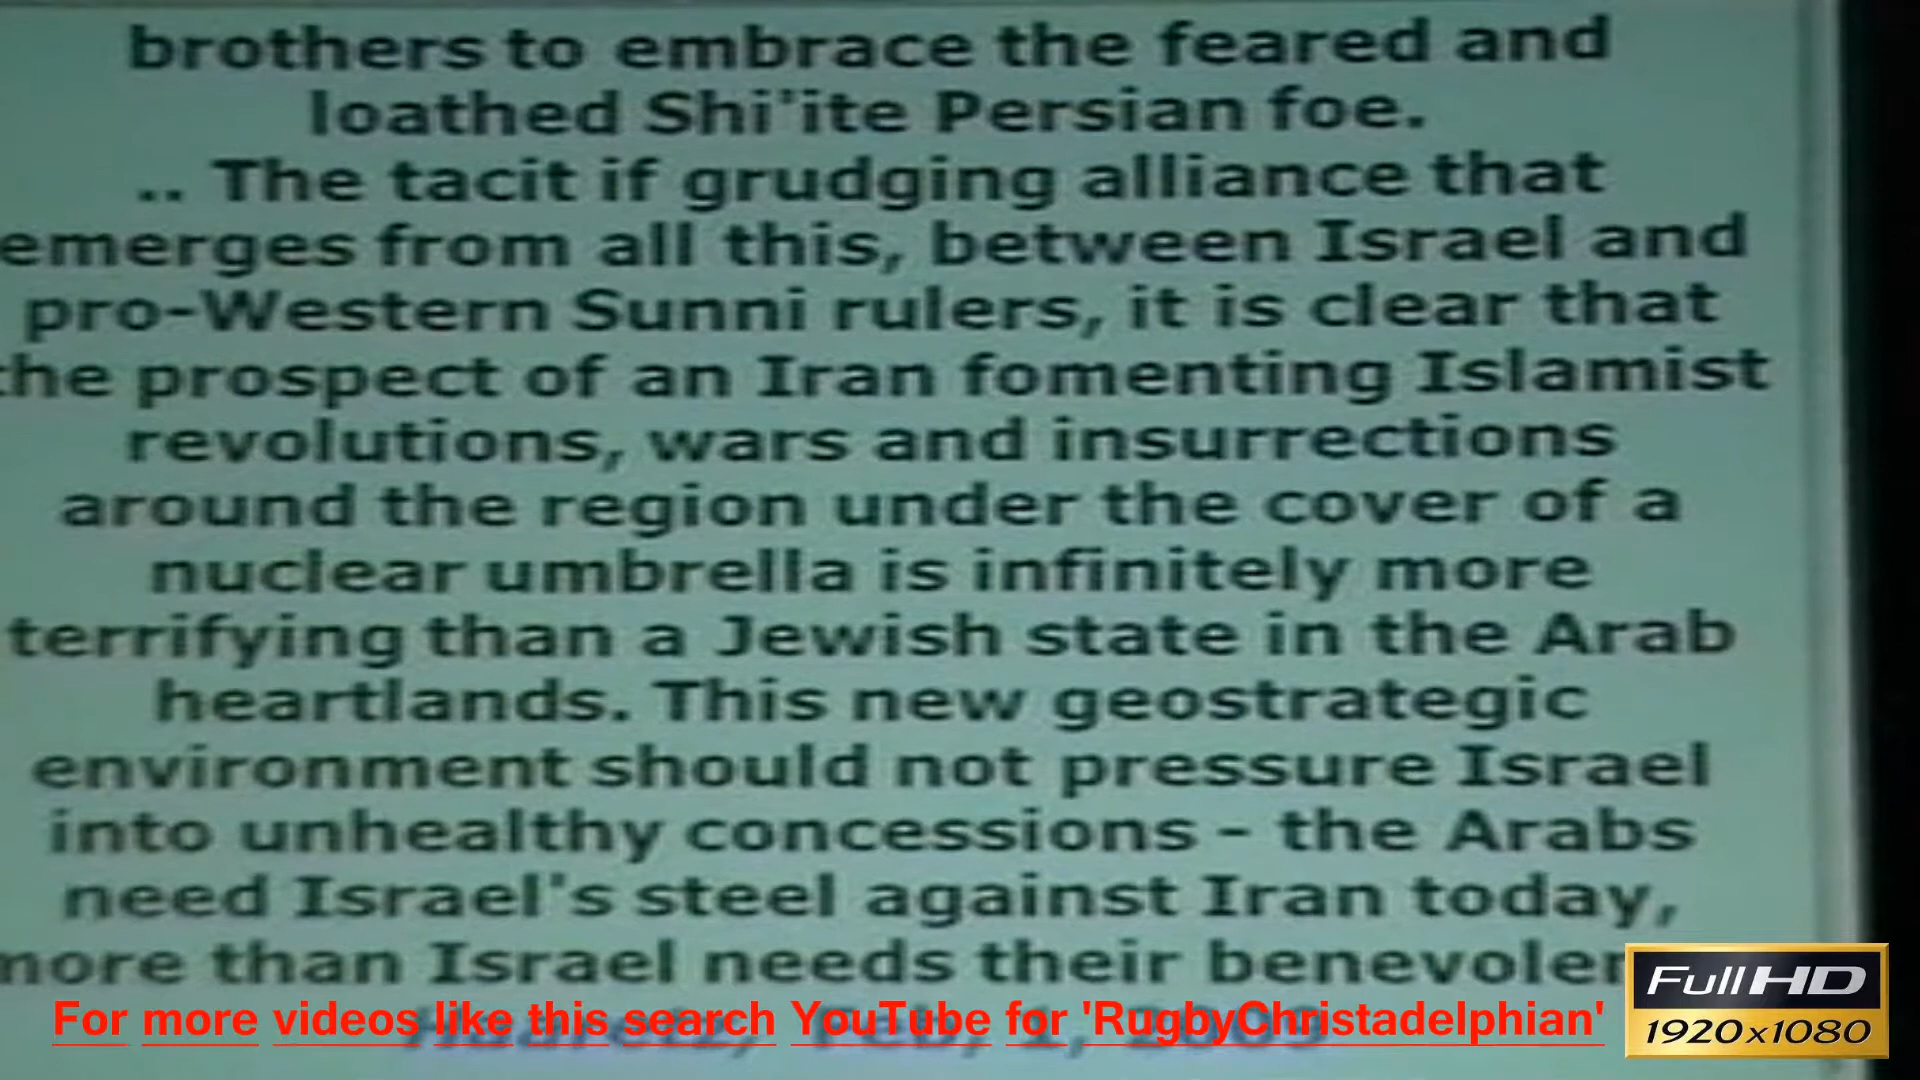 brothers to embrace the feared and
loathed Shi'ite Persian foe.
.. The tacit if grudging alliance that
emerges from all this, between Israel and
pro-Western Sunni rulers, it is clear that
the prospect of an Iran fomenting Islamist
revolutions, wars and insurrections
around the region under the cover of a
nuclear umbrella is infinitely more
terrifying than a Jewish state in the Arab
heartlands. This new geostrategic
environment should not pressure Israel
into unhealthy concessions - the Arabs
need Israel's steel against Iran today,
more than Israel needs their
For more videos like this search YouTube for 'RugbyChristadelphian'
Full HD
1920x1080